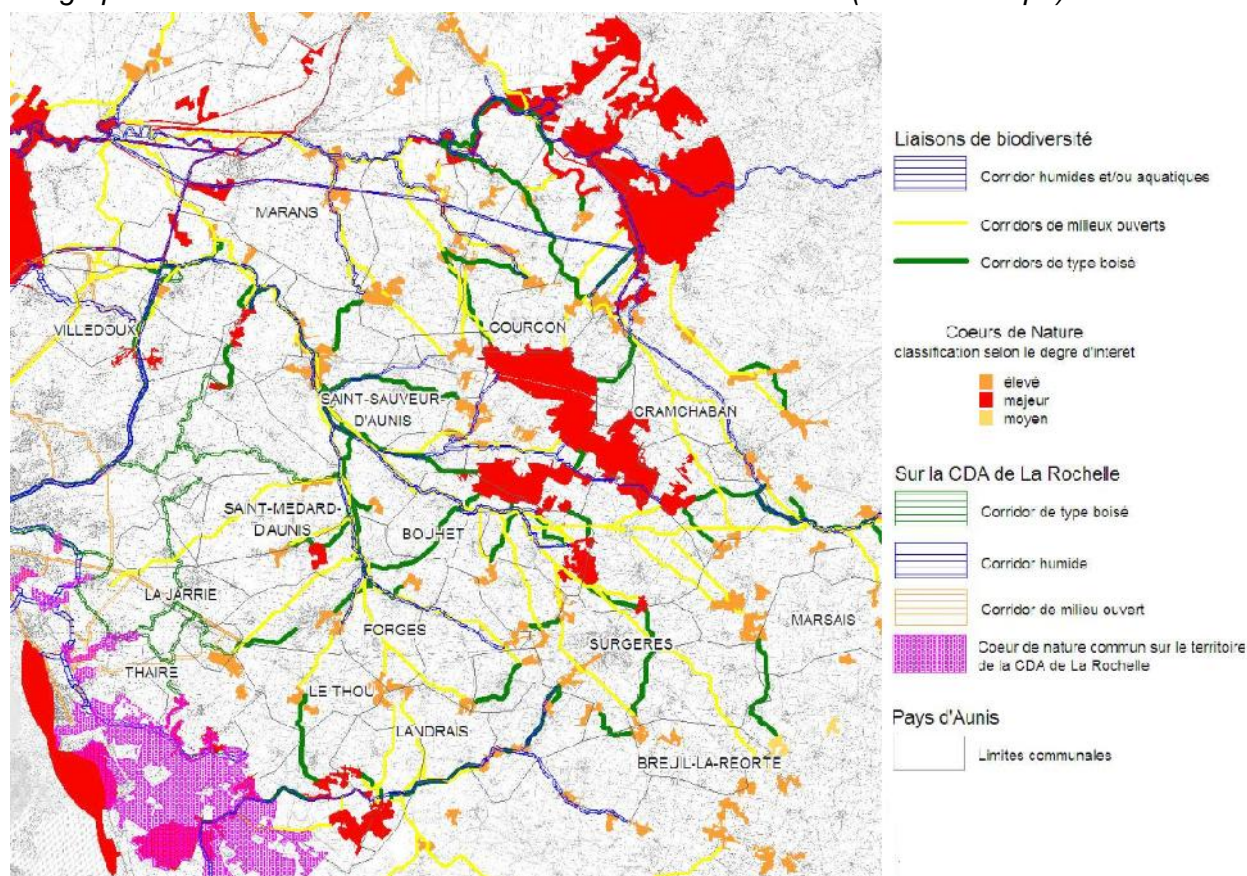 MARANS
VILLEDOUX
COURCON
SAINT-SAUVEUR-
D'AUNIS
CRAMCHABAN
SAINT-MEDARD-
D'AUNIS
BOUHET
LA JARRIE
FORGES
SURGERES
MARSAIS
THAIRE
LE THOU
LANDRAIS
BREUIL-LA-REORTE
Liaisons de biodiversité
Corridor humides et/ou aquatiques
Corridors de milieux ouverts
Corridors de type boisé
Coeurs de Nature
classification selon le degre d'interet
élevé
majeur
moyen
Sur la CDA de La Rochelle
Corridor de type boisé
Corridor humide
Corridor de milieu ouvert
Coeur de nature commun sur le territoire
de la CDA de La Rochelle
Pays d'Aunis
Limites communales